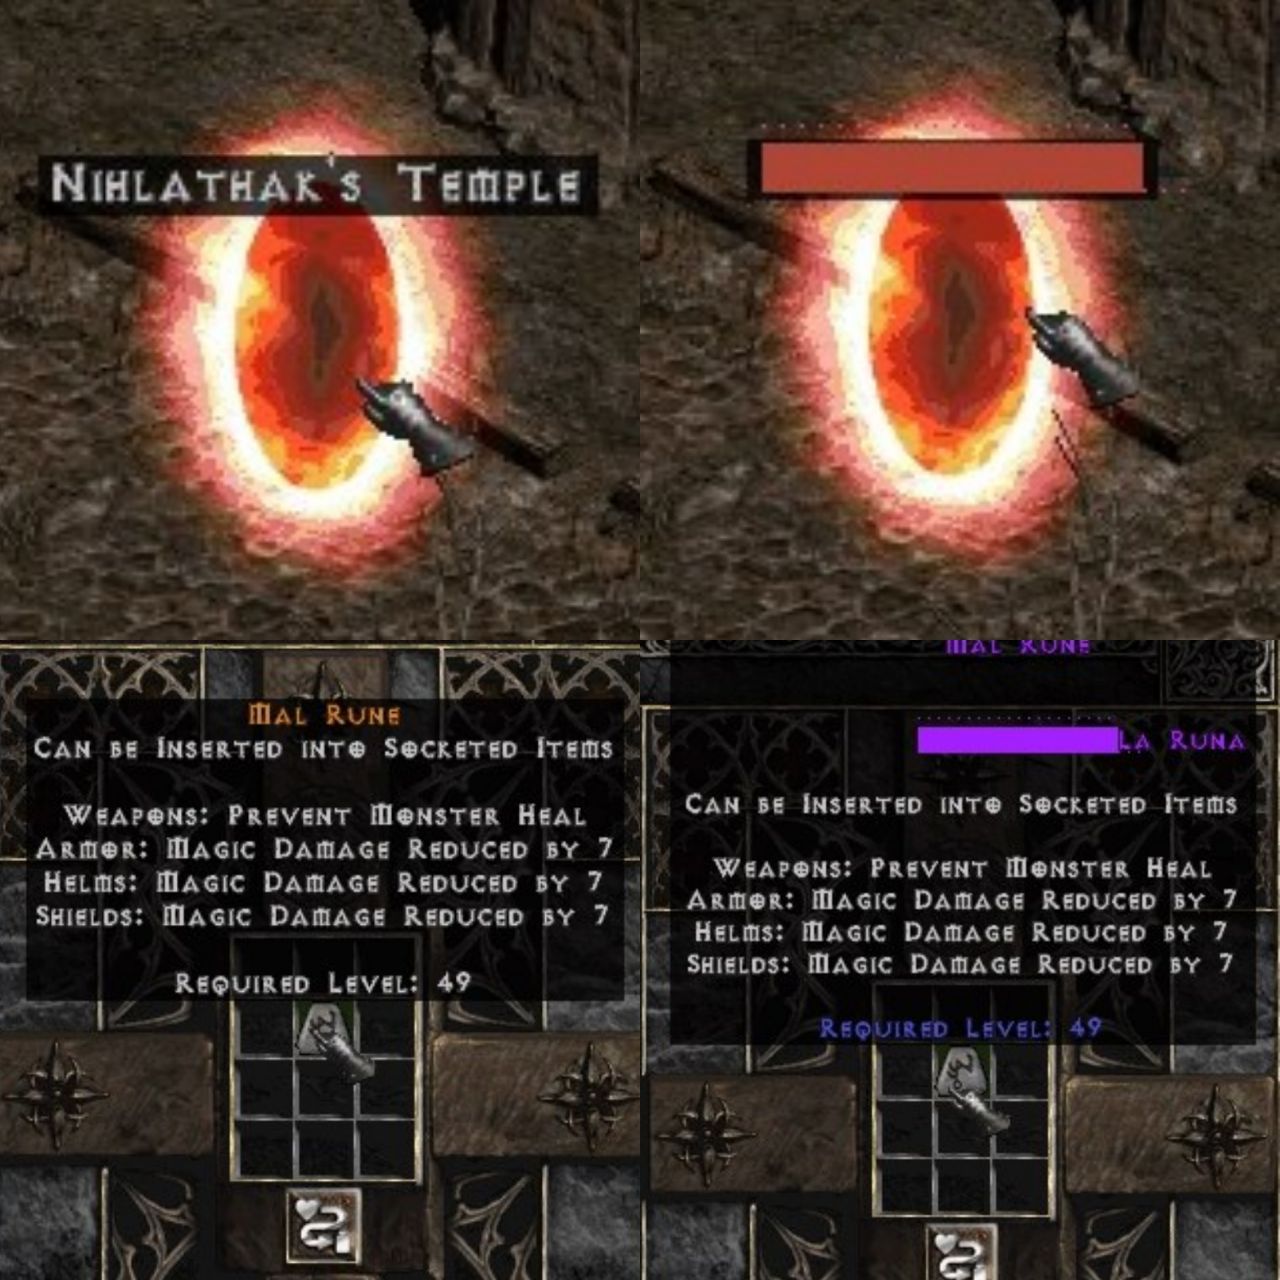 Nihlathak's Temple
Mal Rune
Can be Inserted into Socketed Items
Weapons: Prevent Monster Heal
Armor: Magic Damage Reduced by 7
Helms: Magic Damage Reduced by 7
Shields: Magic Damage Reduced by 7
Required Level: 49
Mal Rune
La Runa
Can be Inserted into Socketed Items
Weapons: Prevent Monster Heal
Armor: Magic Damage Reduced by 7
Helms: Magic Damage Reduced by 7
Shields: Magic Damage Reduced by 7
Required Level: 49